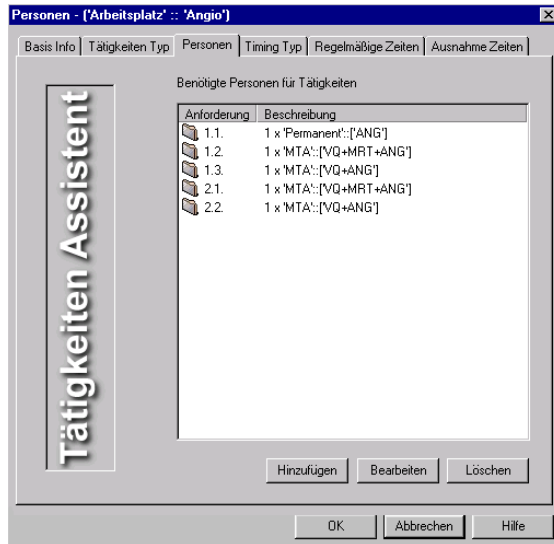 Personen - ('Arbeitsplatz' :: 'Angio')
Basis Info Tätigkeiten Typ Personen Timing Typ Regelmäßige Zeiten Ausnahme Zeiten
Tätigkeiten Assistent
Benötigte Personen für Tätigkeiten
Anforderung Beschreibung
1.1. 1 x 'Permanent'::['ANG']
1.2. 1 x 'MTA'::['VQ+MRT+ANG']
1.3. 1 x 'MTA'::['VQ+ANG']
2.1. 1 x 'MTA'::['VQ+MRT+ANG']
2.2. 1 x 'MTA'::['VQ+ANG']
Hinzufügen Bearbeiten Löschen
OK Abbrechen Hilfe